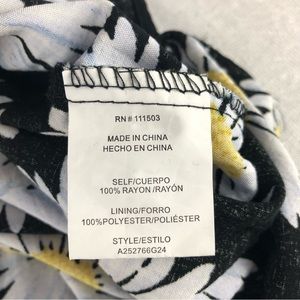 RN # 111503
MADE IN CHINA
HECHO EN CHINA
SELF/CUERPO
100% RAYON /RAYÓN
LINING/FORRO
100%POLYESTER/POLIÉSTER
STYLE/ESTILO
A252766G24